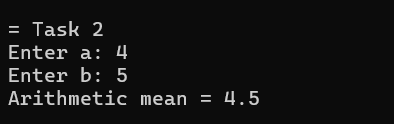 = Task 2
Enter a: 4
Enter b: 5
Arithmetic mean = 4.5